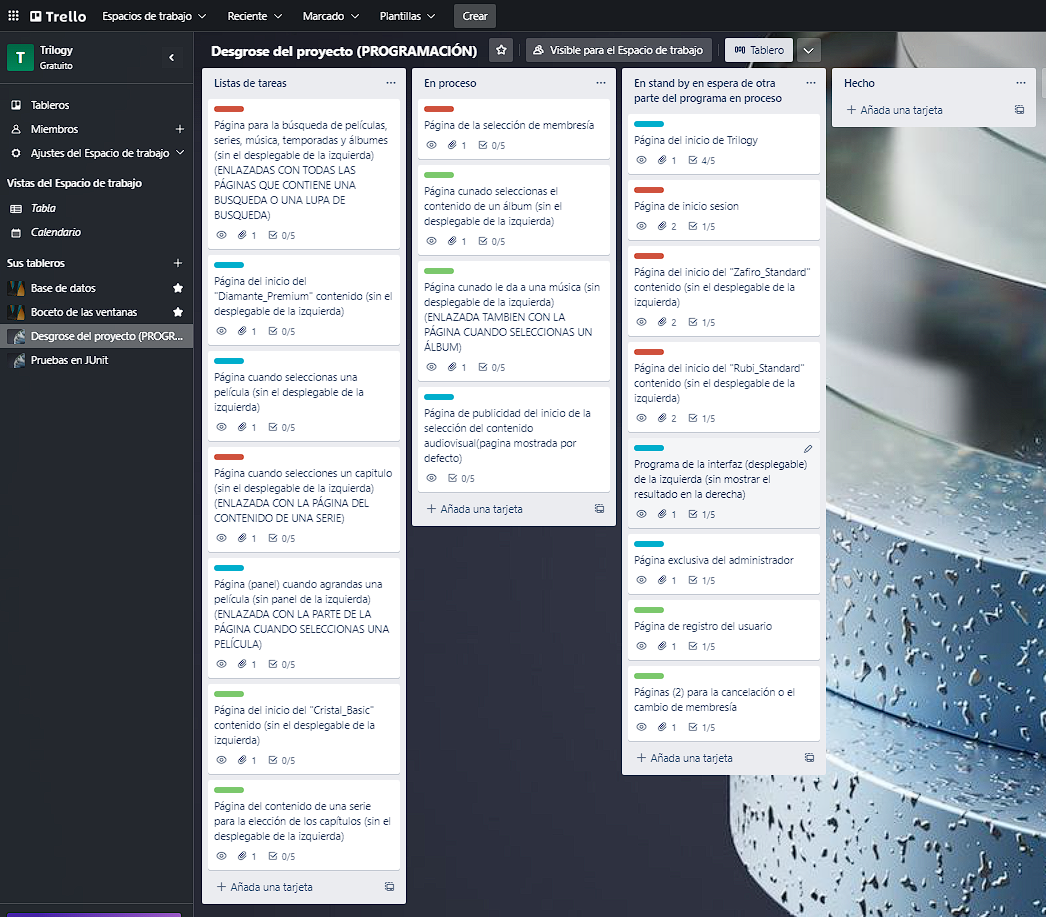 Trello Espacios de trabajo Reciente Marcado Plantillas Crear
T Trilogy
Gratuito
Tableros
Miembros
Ajustes del Espacio de trabajo
Vistas del Espacio de trabajo
Tabla
Calendario
Sus tableros
Base de datos
Boceto de las ventanas
Desgrose del proyecto (PROGR...
Pruebas en JUnit
Desgrose del proyecto (PROGRAMACIÓN) Visible para el Espacio de trabajo Tablero
Listas de tareas
Página para la búsqueda de películas,
series, música, temporadas y álbumes
(sin el desplegable de la izquierda)
(ENLAZADAS CON TODAS LAS
PÁGINAS QUE CONTIENE UNA
BUSQUEDA O UNA LUPA DE
BUSQUEDA)
1 0/5
Página del inicio del
"Diamante_Premium" contenido (sin el
desplegable de la izquierda)
1 0/5
Página cuando seleccionas una
película (sin el desplegable de la
izquierda)
1 0/5
Página cuando selecciones un capítulo
(sin el desplegable de la izquierda)
(ENLAZADA CON LA PÁGINA DEL
CONTENIDO DE UNA SERIE)
1 0/5
Página (panel) cuando agrandas una
película (sin panel de la izquierda)
(ENLAZADA CON LA PARTE DE LA
PÁGINA CUANDO SELECCIONAS UNA
PELÍCULA)
1 0/5
Página del inicio del "Cristal_Basic"
contenido (sin el desplegable de la
izquierda)
1 0/5
Página del contenido de una serie
para la elección de los capítulos (sin el
desplegable de la izquierda)
1 0/5
Añada una tarjeta
En proceso
Página de la selección de membresía
1 0/5
Página cunado seleccionas el
contenido de un álbum (sin el
desplegable de la izquierda)
1 0/5
Página cunado le da a una música (sin
desplegable de la izquierda)
(ENLAZADA TAMBIEN CON LA
PÁGINA CUANDO SELECCIONAS UN
ÁLBUM)
1 0/5
Página de publicidad del inicio de la
selección del contenido
audiovisual(pagina mostrada por
defecto)
0/5
Añada una tarjeta
En stand by en espera de otra
parte del programa en proceso
Página del inicio de Trilogy
1 4/5
Página de inicio sesion
2 1/5
Página del inicio del "Zafiro_Standard"
contenido (sin el desplegable de la
izquierda)
2 1/5
Página del inicio del "Rubi_Standard"
contenido (sin el desplegable de la
izquierda)
2 1/5
Programa de la interfaz (desplegable)
de la izquierda (sin mostrar el
resultado en la derecha)
1 1/5
Página exclusiva del administrador
1 1/5
Página de registro del usuario
1 1/5
Páginas (2) para la cancelación o el
cambio de membresía
1 1/5
Añada una tarjeta
Hecho
Añada una tarjeta